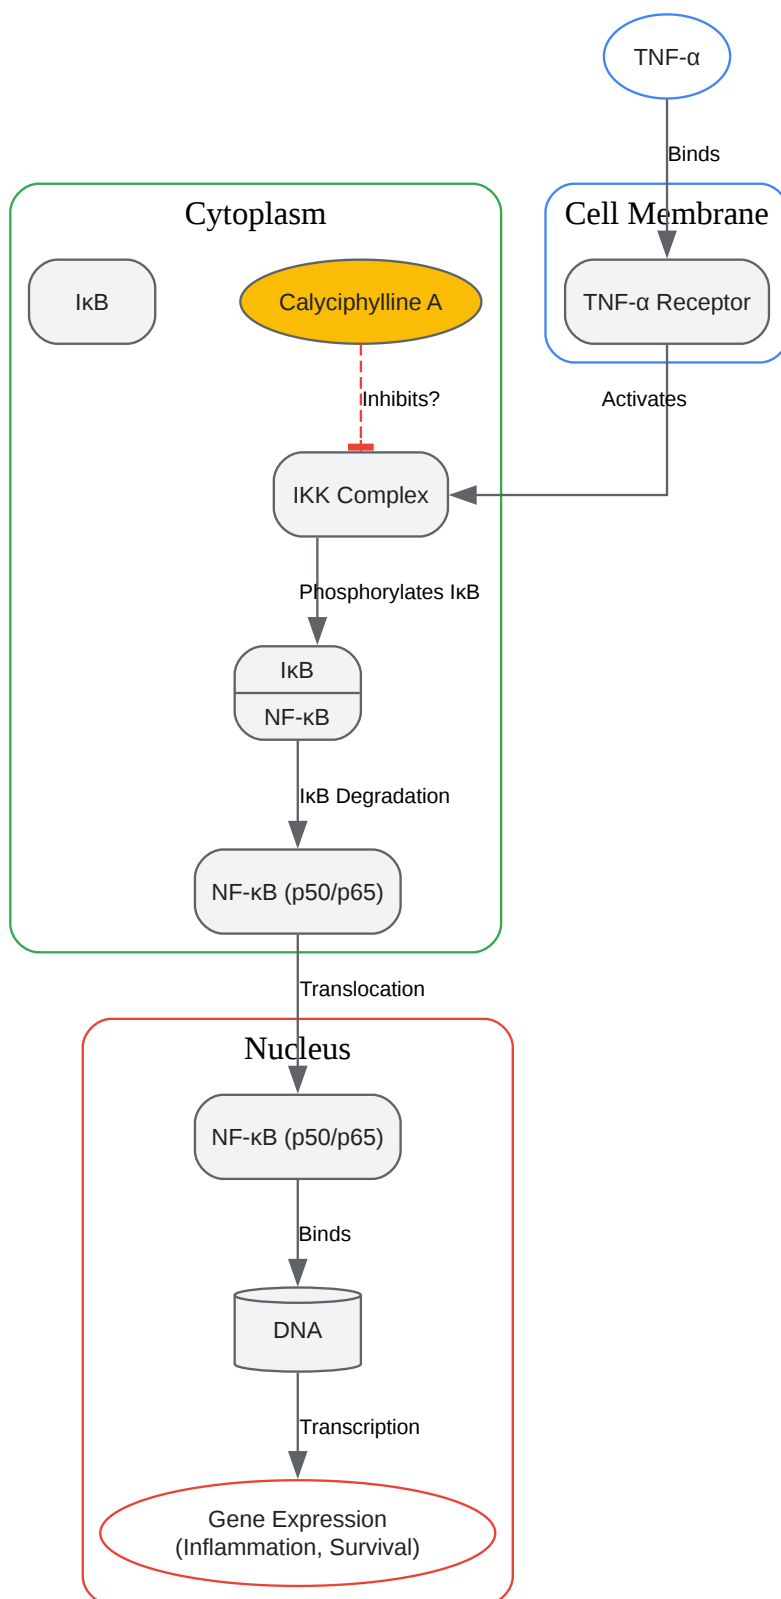 TNF-α
Binds
Cytoplasm
Cell Membrane
IκB
Calyciphylline A
TNF-α Receptor
Inhibits?
Activates
IKK Complex
Phosphorylates IκB
IκB
NF-κB
IκB Degradation
NF-κB (p50/p65)
Translocation
Nucleus
NF-κB (p50/p65)
Binds
DNA
Transcription
Gene Expression
(Inflammation, Survival)